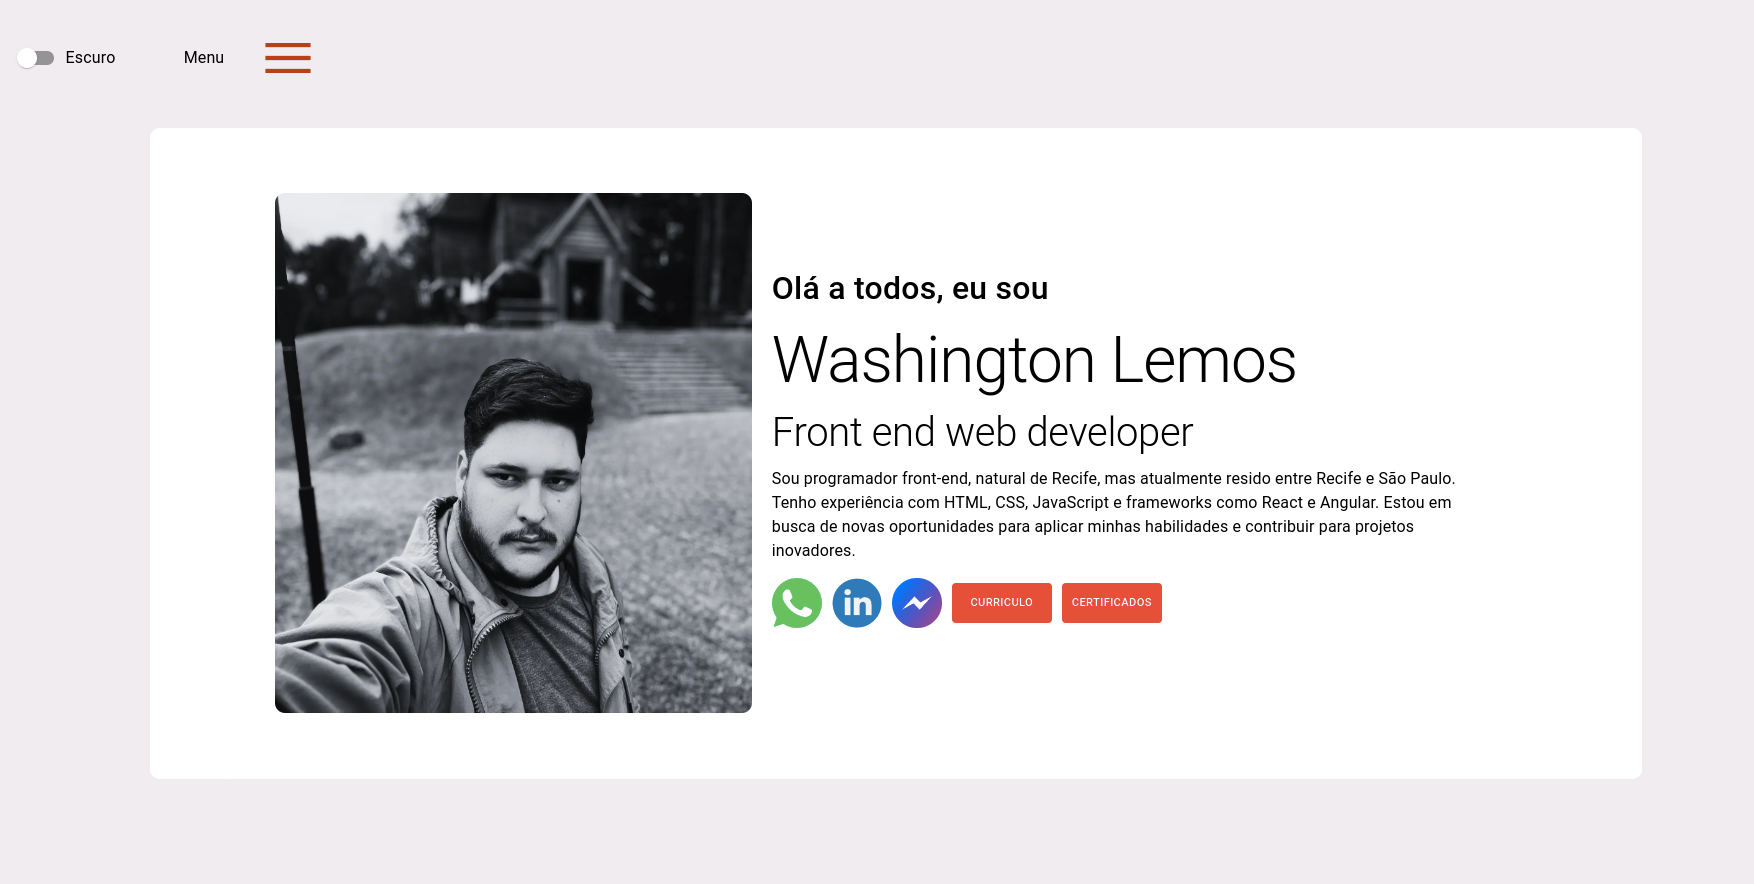 Escuro
Menu
Olá a todos, eu sou
Washington Lemos
Front end web developer
Sou programador front-end, natural de Recife, mas atualmente resido entre Recife e São Paulo.
Tenho experiência com HTML, CSS, JavaScript e frameworks como React e Angular. Estou em
busca de novas oportunidades para aplicar minhas habilidades e contribuir para projetos
inovadores.
in
CURRICULO
CERTIFICADOS